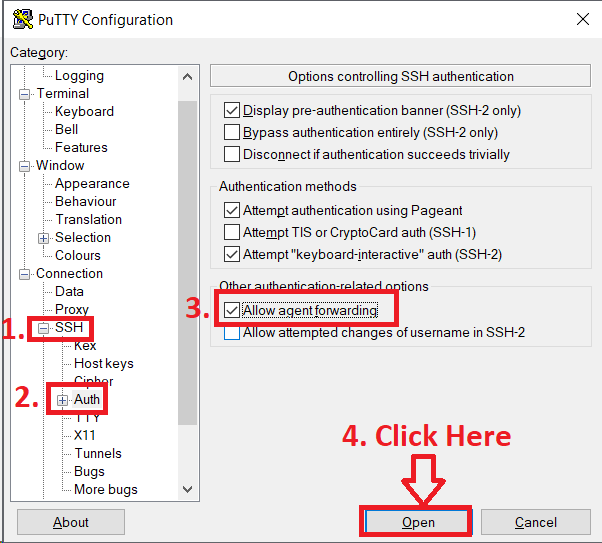 PuTTY Configuration
Category:
Logging
Terminal
Keyboard
Bell
Features
Window
Appearance
Behaviour
Translation
Selection
Colours
Connection
Data
Proxy
1. SSH
Kex
Host keys
Cipher
2. Auth
TTY
X11
Tunnels
Bugs
More bugs
Options controlling SSH authentication
Display pre-authentication banner (SSH-2 only)
Bypass authentication entirely (SSH-2 only)
Disconnect if authentication succeeds trivially
Authentication methods
Attempt authentication using Pageant
Attempt TIS or CryptoCard auth (SSH-1)
Attempt "keyboard-interactive" auth (SSH-2)
Other authentication-related options
3. Allow agent forwarding
Allow attempted changes of username in SSH-2
4. Click Here
About
Open
Cancel